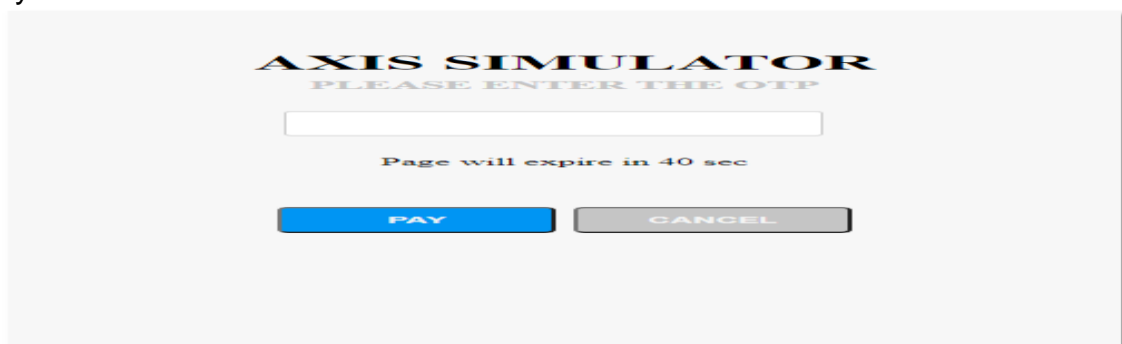 AXIS SIMULATOR
PLEASE ENTER THE OTP
Page will expire in 40 sec
PAY CANCEL